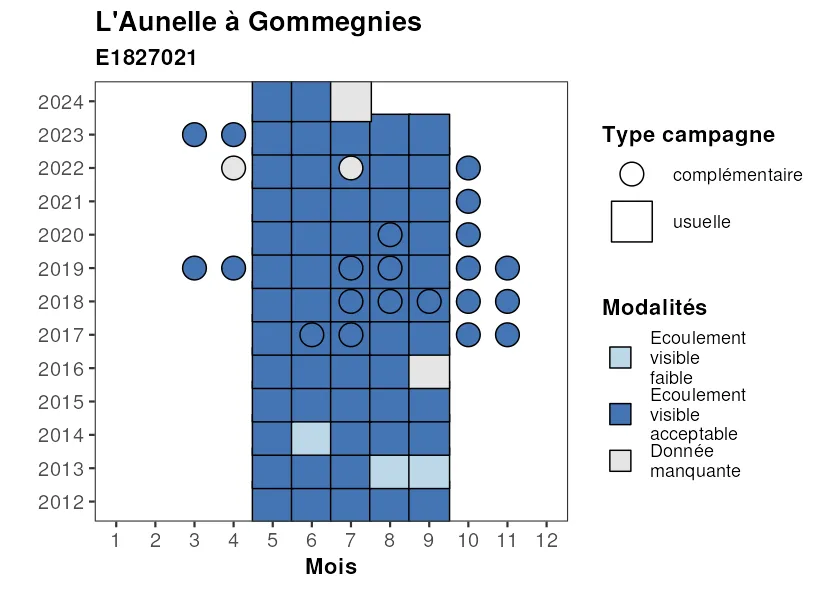 L'Aunelle à Gommegnies
E1827021
2024
2023
2022
2021
2020
2019
2018
2017
2016
2015
2014
2013
2012
1 2 3 4 5 6 7 8 9 10 11 12
Mois
Type campagne
complémentaire
usuelle
Modalités
Ecoulement
visible
faible
Ecoulement
visible
acceptable
Donnée
manquante